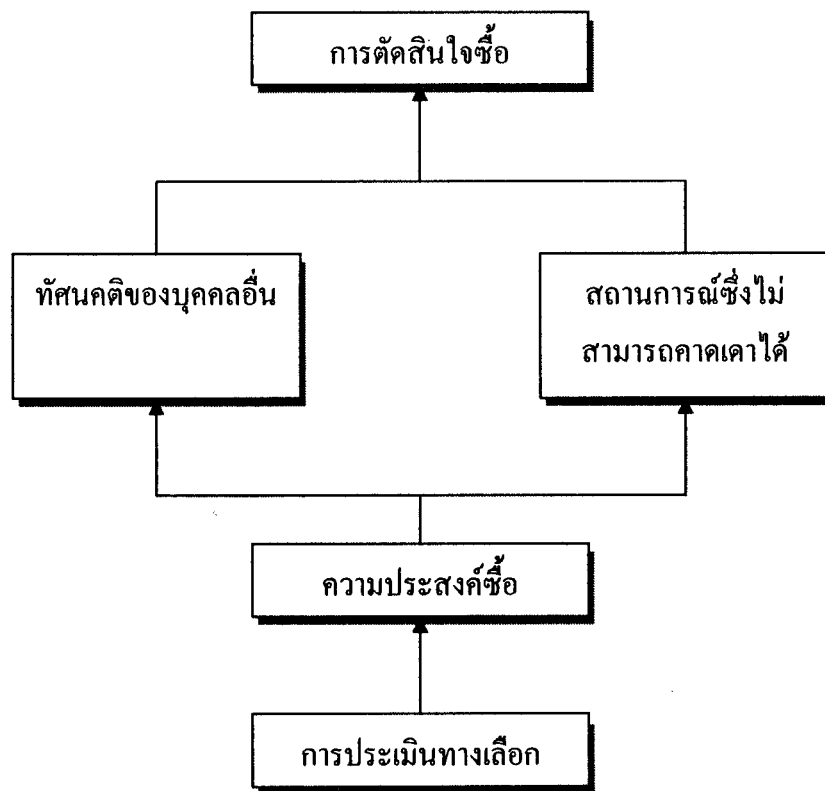 การตัดสินใจซื้อ
ทัศนคติของบุคคลอื่น
สถานการณ์ซึ่งไม่
สามารถคาดเดาได้
ความประสงค์ซื้อ
การประเมินทางเลือก